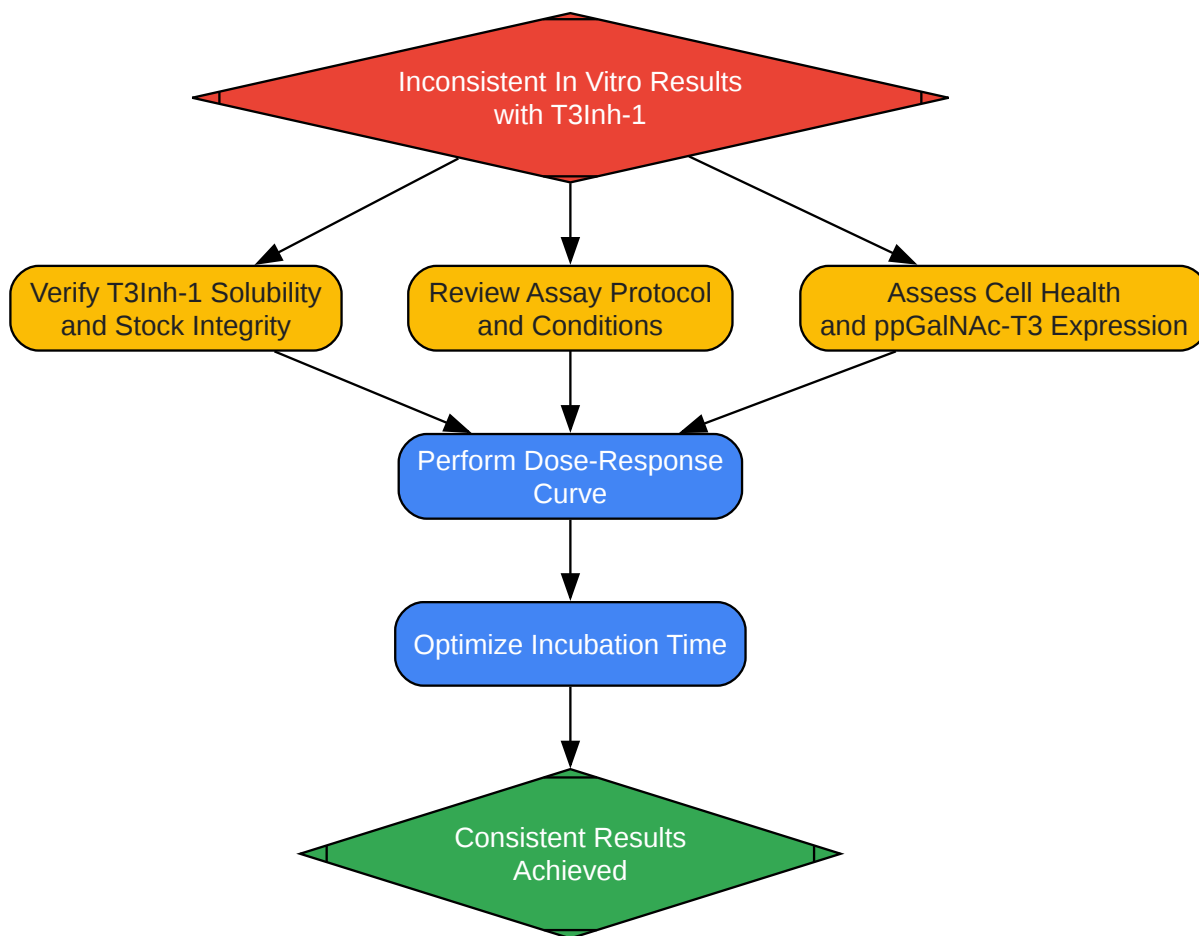 Inconsistent In Vitro Results
with T3Inh-1
Verify T3Inh-1 Solubility
and Stock Integrity
Review Assay Protocol
and Conditions
Assess Cell Health
and ppGalNAc-T3 Expression
Perform Dose-Response
Curve
Optimize Incubation Time
Consistent Results
Achieved